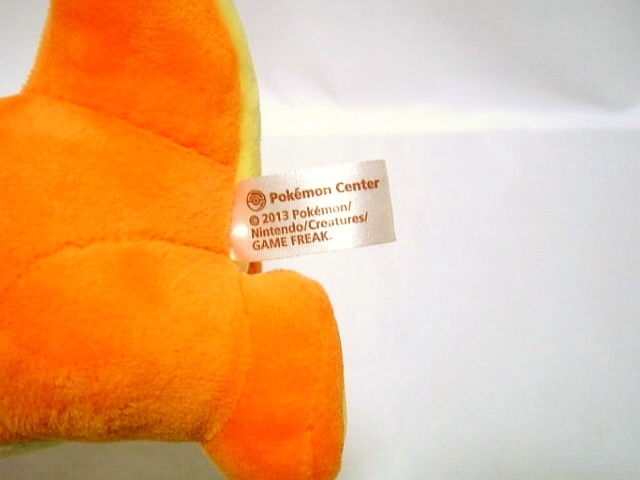 Pokémon Center
© 2013 Pokémon/
Nintendo/Creatures/
GAME FREAK.